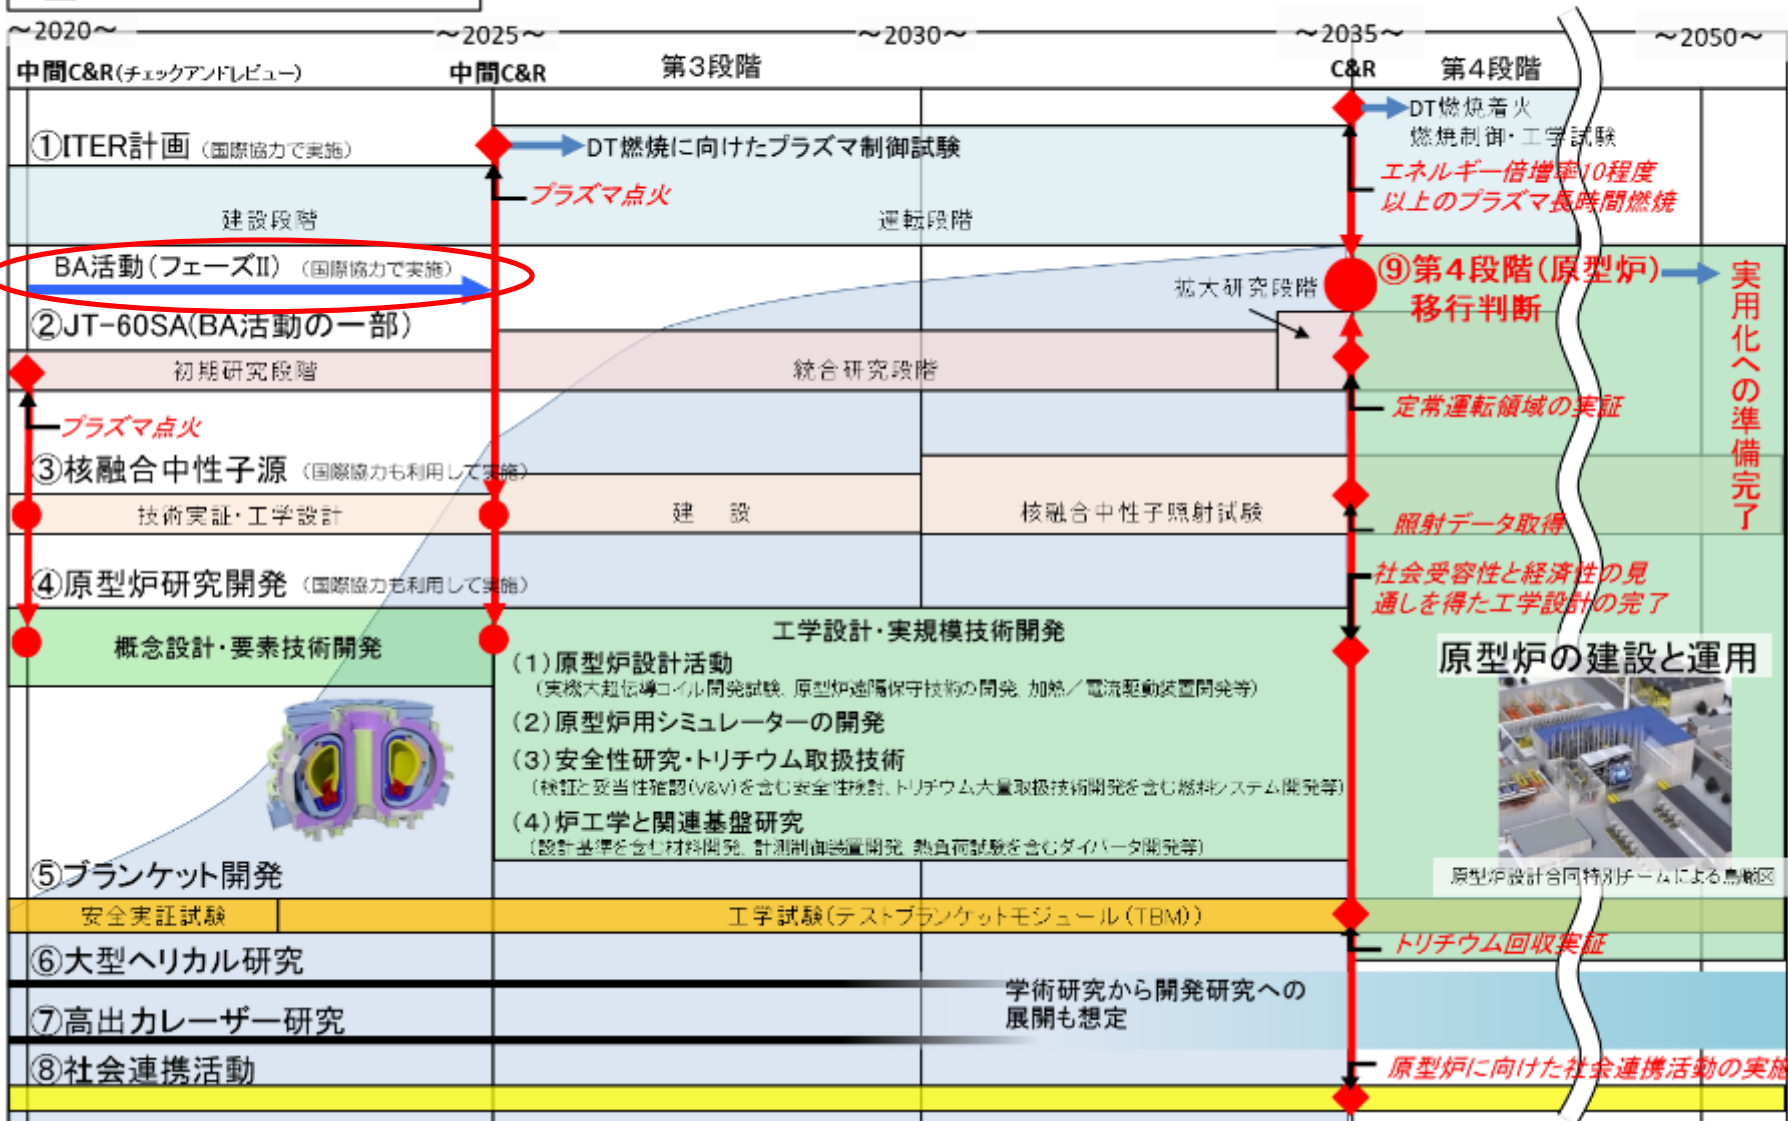 ～2020～
～2025～
～2030～
～2035～
～2050～
中間C&R(チェックアンドレビュー)
中間C&R
第3段階
C&R
第4段階
①ITER計画 (国際協力で実施)
DT燃焼に向けたプラズマ制御試験
DT燃焼着火
燃焼制御・工学試験
プラズマ点火
エネルギー倍増率10程度
以上のプラズマ長時間燃焼
建設段階
運転段階
BA活動(フェーズII) (国際協力で実施)
拡大研究段階
⑨第4段階(原型炉)
移行判断
実用化への準備完了
②JT-60SA(BA活動の一部)
初期研究段階
統合研究段階
プラズマ点火
定常運転領域の実証
③核融合中性子源 (国際協力も利用して実施)
技術実証・工学設計
建 設
核融合中性子照射試験
照射データ取得
④原型炉研究開発 (国際協力も利用して実施)
社会受容性と経済性の見
通しを得た工学設計の完了
概念設計・要素技術開発
工学設計・実規模技術開発
(1)原型炉設計活動
(実機大超伝導コイル開発試験、原型炉遠隔保守技術の開発、加熱／電流駆動装置開発等)
(2)原型炉用シミュレーターの開発
(3)安全性研究・トリチウム取扱技術
(検証と妥当性確認(V&V)を含む安全性検討、トリチウム大量取扱技術開発を含む燃料システム開発等)
(4)炉工学と関連基盤研究
(設計基準を含む材料開発、計測制御装置開発、熱負荷試験を含むダイバータ開発等)
原型炉の建設と運用
原型炉設計合同特別チームによる鳥瞰図
⑤ブランケット開発
安全実証試験
工学試験(テストブランケットモジュール(TBM))
トリチウム回収実証
⑥大型ヘリカル研究
学術研究から開発研究への
展開も想定
⑦高出力レーザー研究
⑧社会連携活動
原型炉に向けた社会連携活動の実施